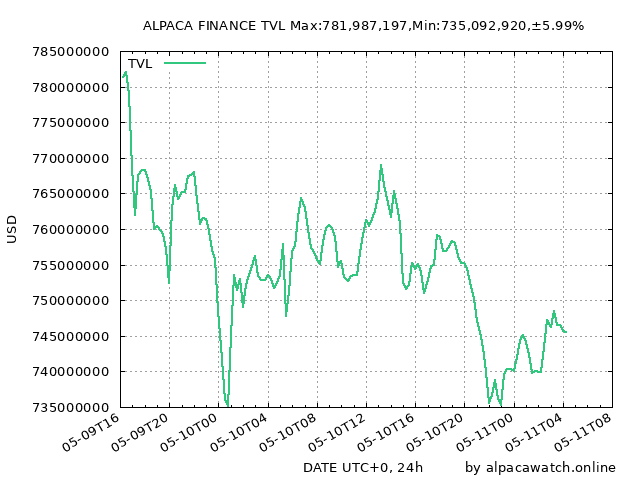 ALPACA FINANCE TVL Max:781,987,197,Min:735,092,920,±5.99%
785000000
780000000
775000000
770000000
765000000
760000000
755000000
750000000
745000000
740000000
735000000
USD
TVL
05-09T16
05-09T20
05-10T00
05-10T04
05-10T08
05-10T12
05-10T16
05-10T20
05-11T00
05-11T04
05-11T08
DATE UTC+0, 24h
by alpacawatch.online